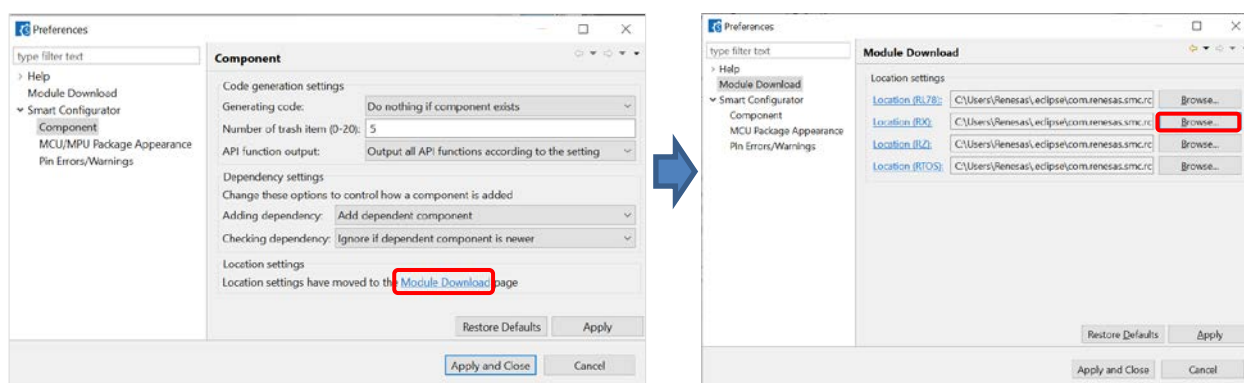 Preferences
type filter text
Help
Module Download
Smart Configurator
Component
MCU/MPU Package Appearance
Pin Errors/Warnings
Component
Code generation settings
Generating code: Do nothing if component exists
Number of trash item (0-20): 5
API function output: Output all API functions according to the setting
Dependency settings
Change these options to control how a component is added
Adding dependency: Add dependent component
Checking dependency: Ignore if dependent component is newer
Location settings
Location settings have moved to the Module Download page
Restore Defaults Apply
Apply and Close Cancel
Preferences
type filter text
Help
Module Download
Smart Configurator
Component
MCU Package Appearance
Pin Errors/Warnings
Module Download
Location settings
Location (RL78): C:\Users\Renesas\.eclipse\com.renesas.smc.rc Browse...
Location (RX): C:\Users\Renesas\.eclipse\com.renesas.smc.rc Browse...
Location (RZ): C:\Users\Renesas\.eclipse\com.renesas.smc.rc Browse...
Location (RTOS): C:\Users\Renesas\.eclipse\com.renesas.smc.rc Browse...
Restore Defaults Apply
Apply and Close Cancel